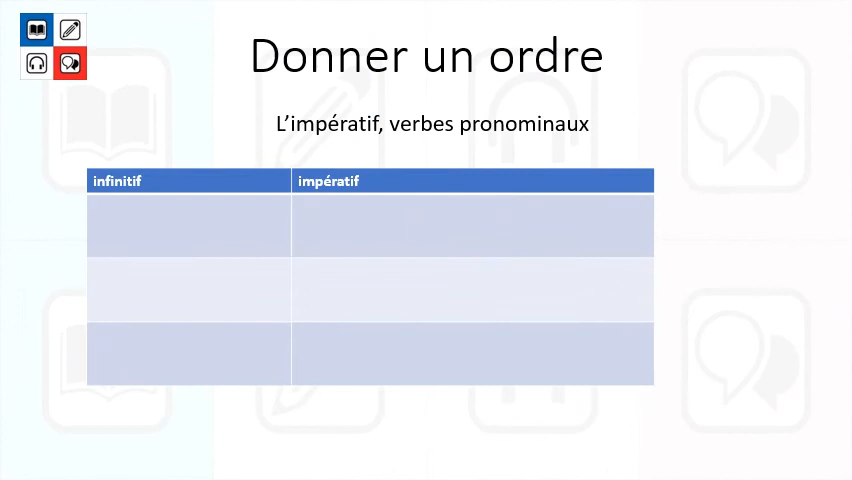 Donner un ordre
L’impératif, verbes pronominaux
infinitif impératif